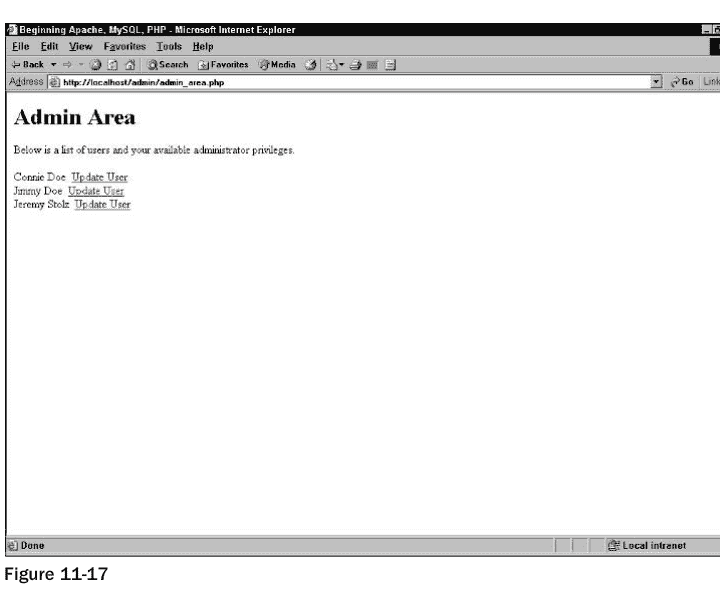 Beginning Apache, MySQL, PHP - Microsoft Internet Explorer
File Edit View Favorites Tools Help
Back Search Favorites Media
Address http://localhost/admin/admin_area.php Go Link
Admin Area
Below is a list of users and your available administrator privileges.
Connie Doe Update User
Jimmy Doe Update User
Jeremy Stolz Update User
Done Local intranet
Figure 11-17